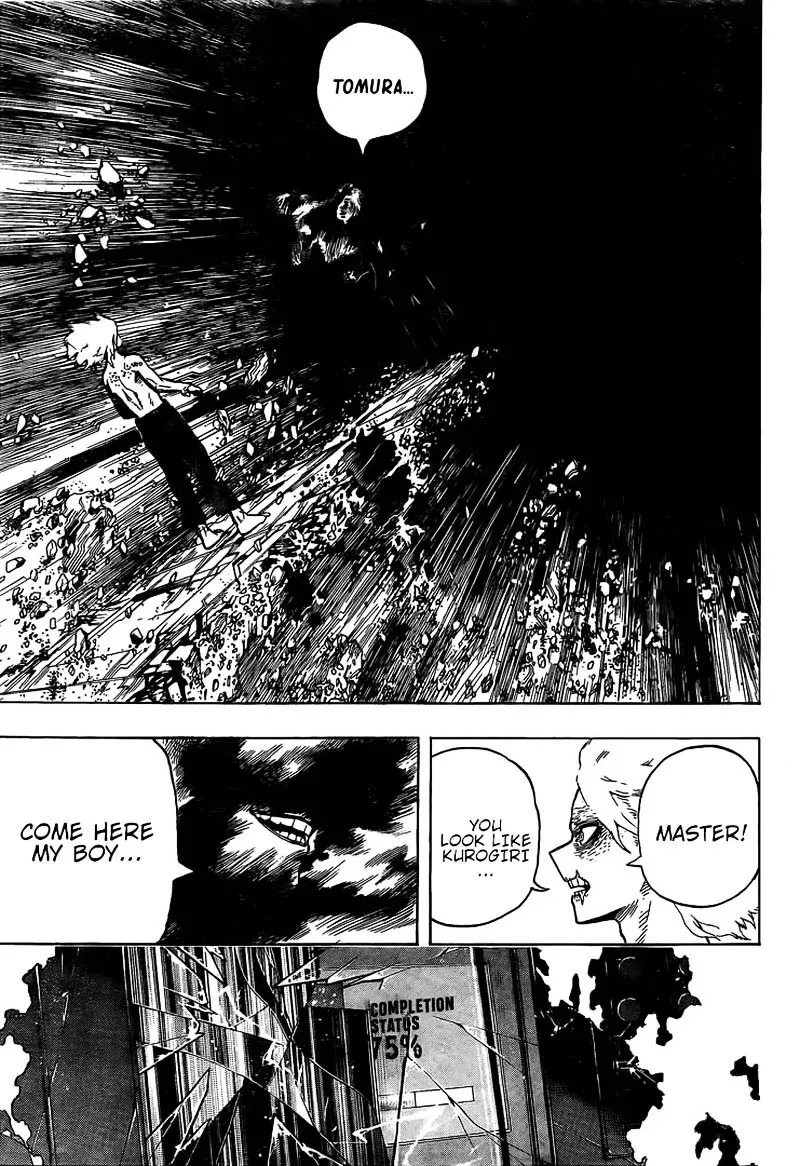 TOMURA...
MASTER!
YOU
LOOK LIKE
KUROGIRI
...
COME HERE
MY BOY...
COMPLETION
STATUS
75%